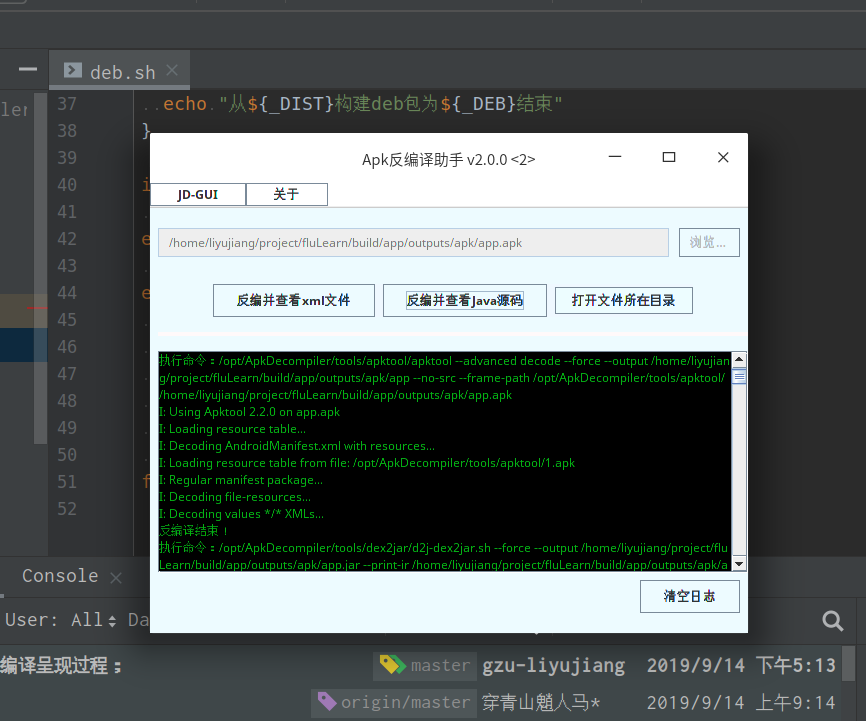 deb.sh
ler
37 echo "从${_DIST}构建deb包为${_DEB}结束"
38 }
39
40 i
41
42 e
43
44 e
45
46
47
48
49
50
51 f
52
Apk反编译助手 v2.0.0 <2>
JD-GUI 关于
/home/liyujiang/project/fluLearn/build/app/outputs/apk/app.apk 浏览...
反编并查看xml文件 反编并查看Java源码 打开文件所在目录
执行命令：/opt/ApkDecompiler/tools/apktool/apktool --advanced decode --force --output /home/liyujian
g/project/fluLearn/build/app/outputs/apk/app --no-src --frame-path /opt/ApkDecompiler/tools/apktool/
/home/liyujiang/project/fluLearn/build/app/outputs/apk/app.apk
I: Using Apktool 2.2.0 on app.apk
I: Loading resource table...
I: Decoding AndroidManifest.xml with resources...
I: Loading resource table from file: /opt/ApkDecompiler/tools/apktool/1.apk
I: Regular manifest package...
I: Decoding file-resources...
I: Decoding values */* XMLs...
反编译结束！
执行命令：/opt/ApkDecompiler/tools/dex2jar/d2j-dex2jar.sh --force --output /home/liyujiang/project/flu
Learn/build/app/outputs/apk/app.jar --print-ir /home/liyujiang/project/fluLearn/build/app/outputs/apk/a
清空日志
Console
User: All Da
编译呈现过程； master gzu-liyujiang 2019/9/14 下午5:13
origin/master 穿青山魈人马* 2019/9/14 上午9:14